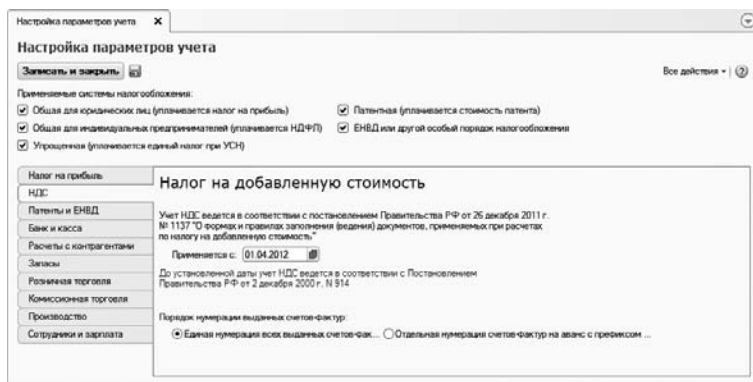 Настройка параметров учета ×
Настройка параметров учета
Записать и закрыть Все действия
Применяемые системы налогообложения:
Общая для юридических лиц (уплачивается налог на прибыль) Патентная (уплачивается стоимость патента)
Общая для индивидуальных предпринимателей (уплачивается НДФЛ) ЕНВД или другой особый порядок налогообложения
Упрощенная (уплачивается единый налог при УСН)
Налог на прибыль
НДС
Патенты и ЕНВД
Банк и касса
Расчеты с контрагентами
Запасы
Розничная торговля
Комиссионная торговля
Производство
Сотрудники и зарплата
Налог на добавленную стоимость
Учет НДС ведется в соответствии с постановлением Правительства РФ от 26 декабря 2011 г.
№ 1137 "О формах и правилах заполнения (ведения) документов, применяемых при расчетах
по налогу на добавленную стоимость"
Применяется с: 01.04.2012
До установленной даты учет НДС ведется в соответствии с Постановлением
Правительства РФ от 2 декабря 2000 г. N 914
Порядок нумерации выданных счетов-фактур:
Единая нумерация всех выданных счетов-фак... Отдельная нумерация счетов-фактур на аванс с префиксом ...